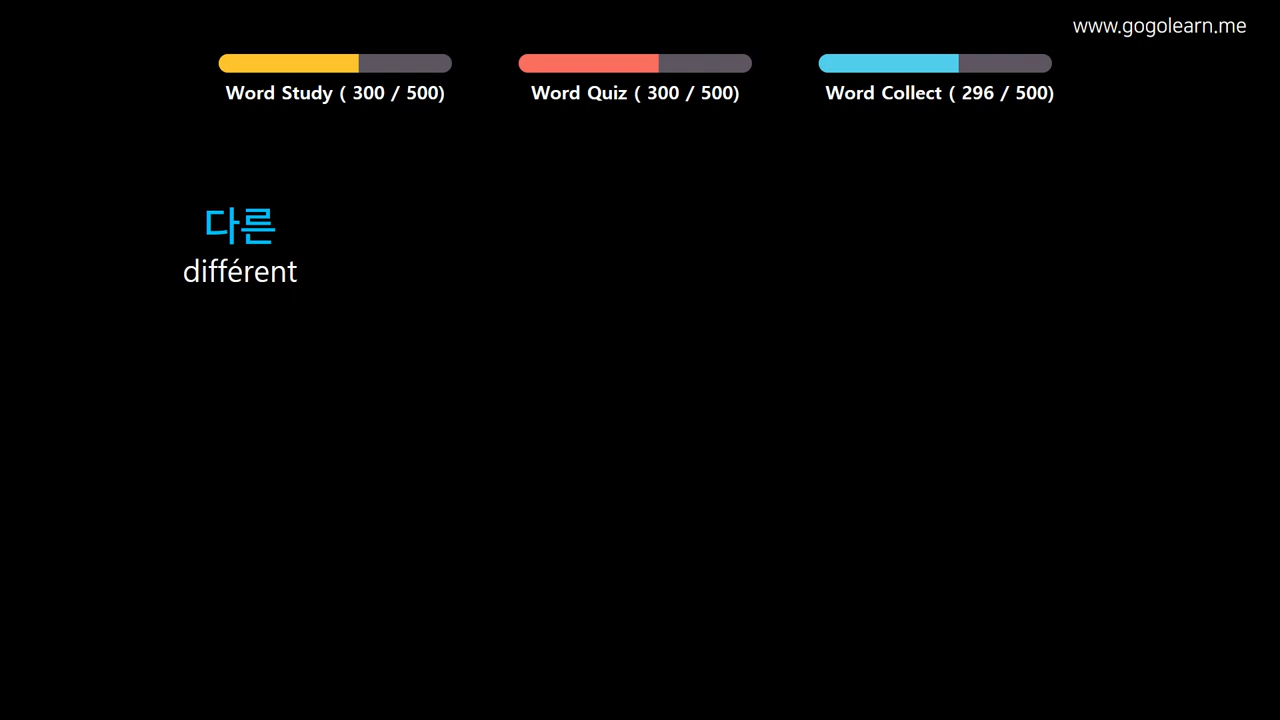 www.gogolearn.me
Word Study ( 300 / 500)
Word Quiz ( 300 / 500)
Word Collect ( 296 / 500)
다른
différent